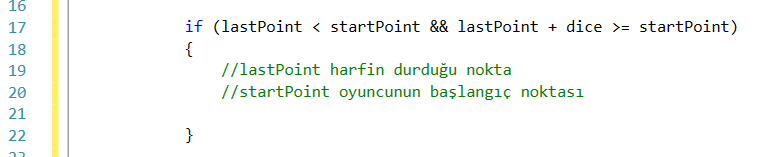 16
17 if (lastPoint < startPoint && lastPoint + dice >= startPoint)
18 {
19 //lastPoint harfin durduğu nokta
20 //startPoint oyuncunun başlangıç noktası
21
22 }
23